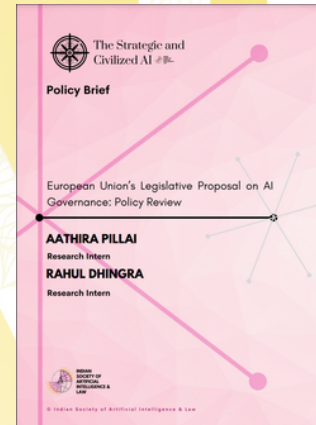 The Strategic and
Civilized AI
Policy Brief
European Union's Legislative Proposal on AI
Governance: Policy Review
AATHIRA PILLAI
Research Intern
RAHUL DHINGRA
Research Intern
INDIAN
SOCIETY OF
ARTIFICIAL
INTELLIGENCE &
LAW
© Indian Society of Artificial Intelligence & Law